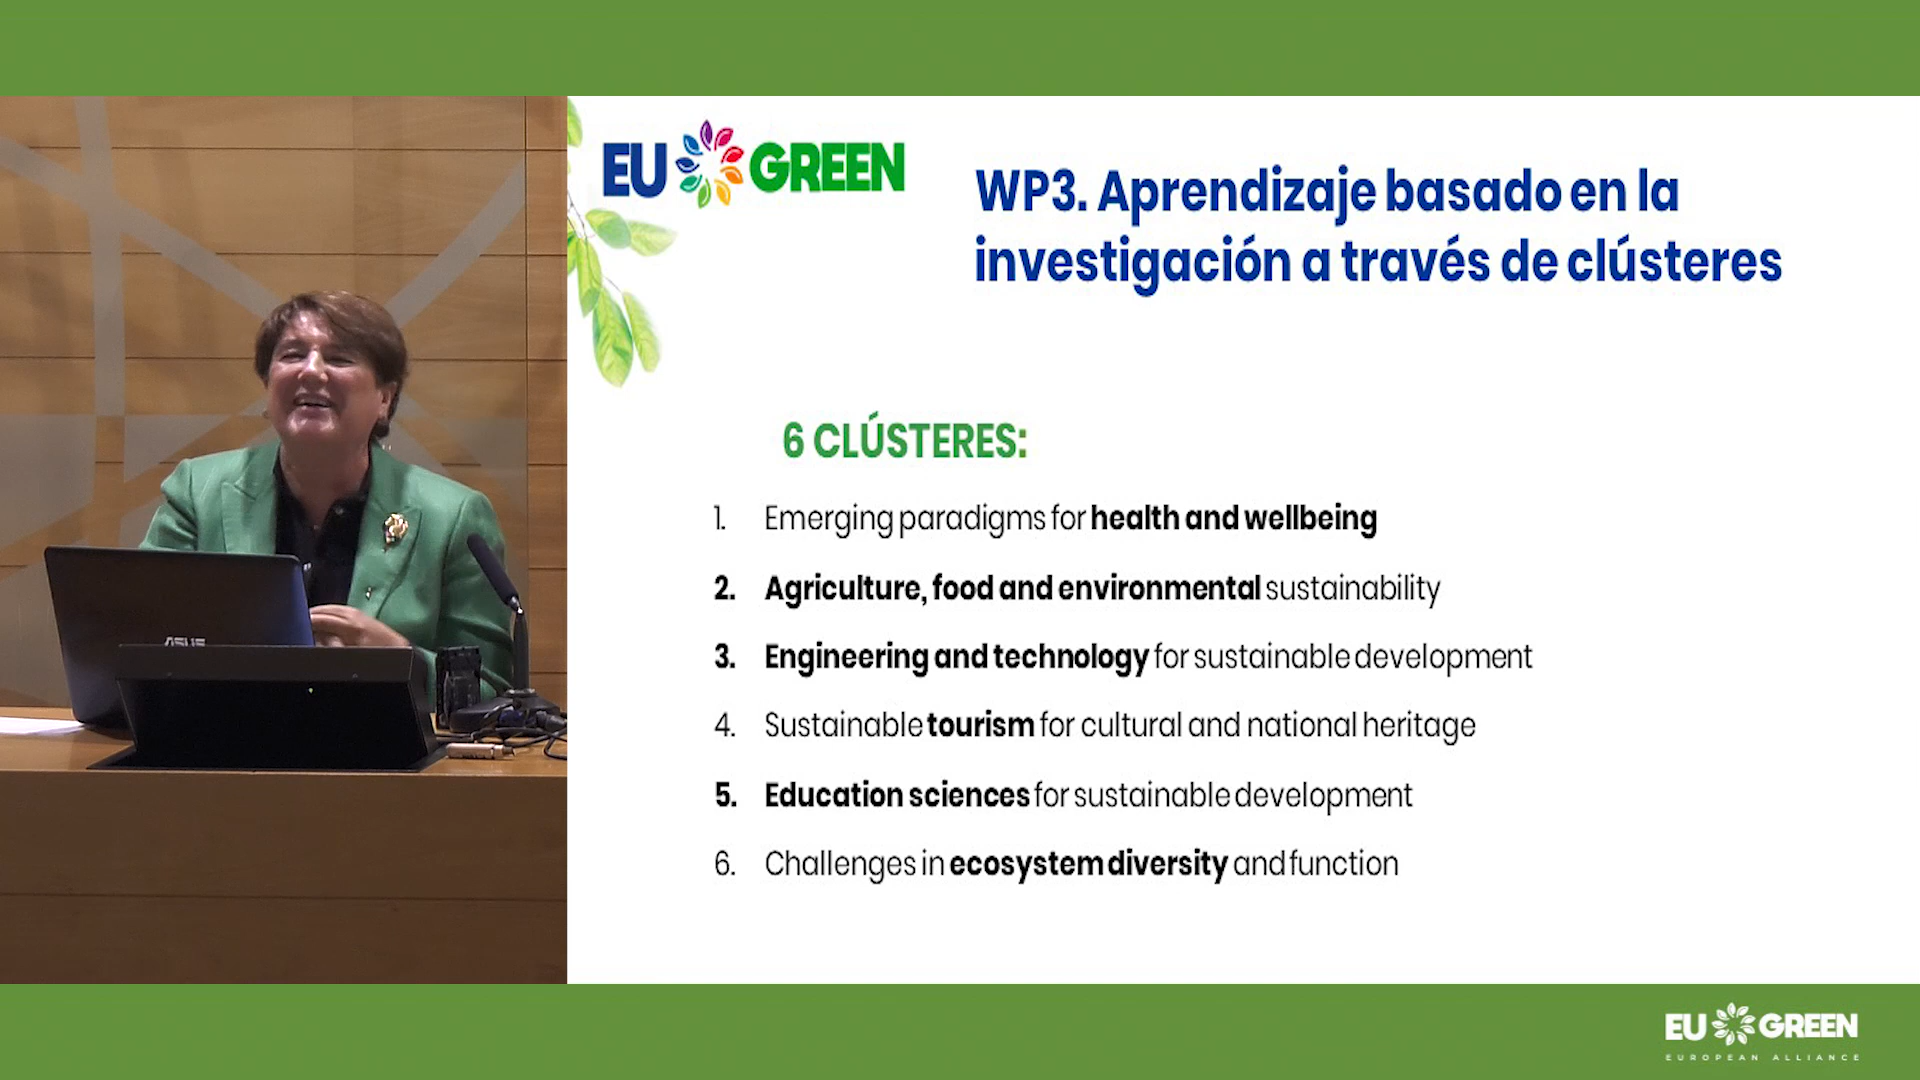 EU GREEN
WP3. Aprendizaje basado en la
investigación a través de clústeres
6 CLÚSTERES:
1. Emerging paradigms for health and wellbeing
2. Agriculture, food and environmental sustainability
3. Engineering and technology for sustainable development
4. Sustainable tourism for cultural and national heritage
5. Education sciences for sustainable development
6. Challenges in ecosystem diversity and function
ASUS
EU GREEN
EUROPEAN ALLIANCE